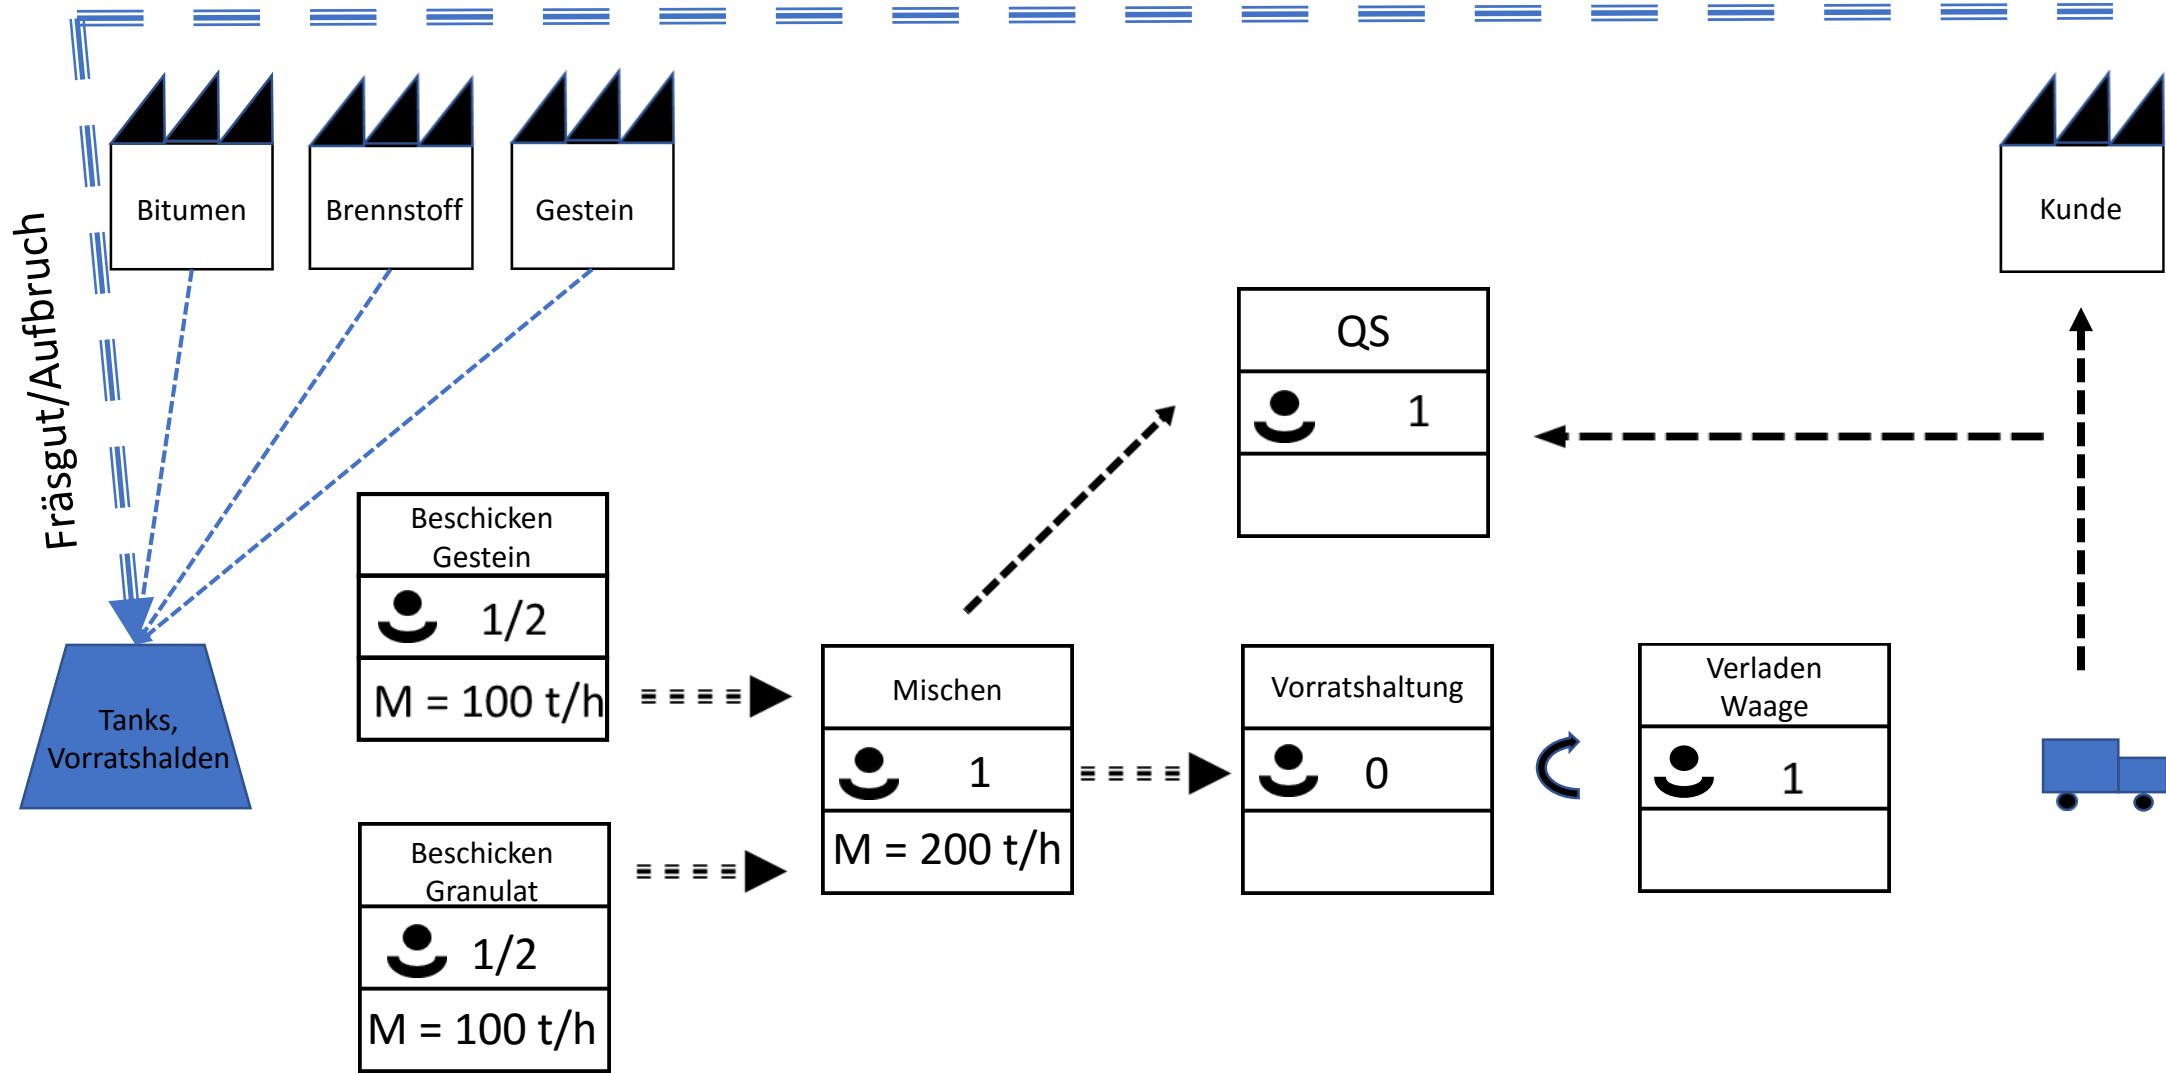 Bitumen
Brennstoff
Gestein
Kunde
Fräsgut/Aufbruch
QS
1
Beschicken
Gestein
1/2
M = 100 t/h
Tanks,
Vorratshalden
Mischen
1
M = 200 t/h
Vorratshaltung
0
Verladen
Waage
1
Beschicken
Granulat
1/2
M = 100 t/h